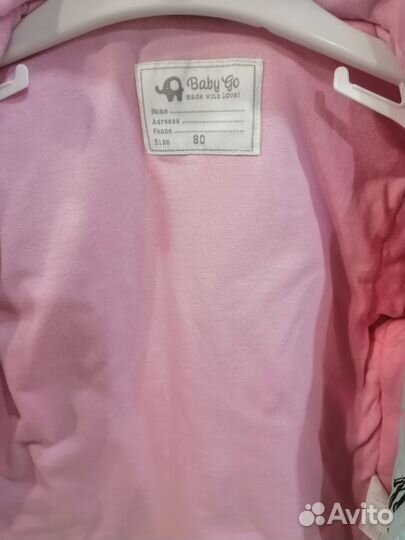 Baby Go
made with love!
Name ....................
Adress ....................
Phone ....................
Size 80
Avito